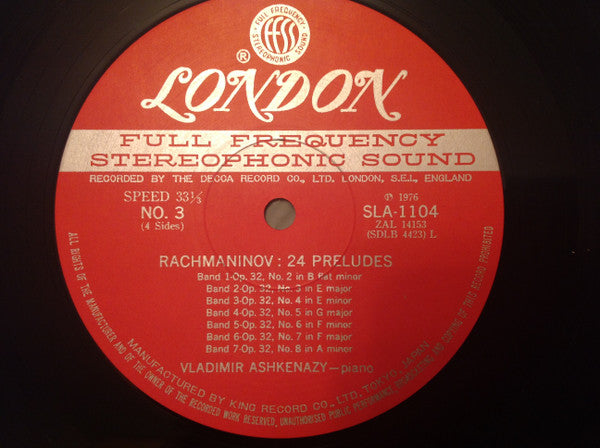 FULL FREQUENCY
ffss
STEREOPHONIC SOUND
®
LONDON
FULL FREQUENCY
STEREOPHONIC SOUND
RECORDED BY THE DECCA RECORD CO., LTD. LONDON, S.E.I., ENGLAND
SPEED 33⅓
NO. 3
(4 Sides)
℗ 1976
SLA-1104
ZAL 14153
(SDLB 4423) L
RACHMANINOV : 24 PRELUDES
Band 1-Op. 32, No. 2 in B flat minor
Band 2-Op. 32, No. 3 in E major
Band 3-Op. 32, No. 4 in E minor
Band 4-Op. 32, No. 5 in G major
Band 5-Op. 32, No. 6 in F minor
Band 6-Op. 32, No. 7 in F major
Band 7-Op. 32, No. 8 in A minor
VLADIMIR ASHKENAZY—piano
MANUFACTURED BY KING RECORD CO., LTD. TOKYO, JAPAN
ALL RIGHTS OF THE MANUFACTURER AND OF THE OWNER OF THE RECORDED WORK RESERVED, UNAUTHORISED PUBLIC PERFORMANCE, BROADCASTING AND COPYING OF THIS RECORD PROHIBITED